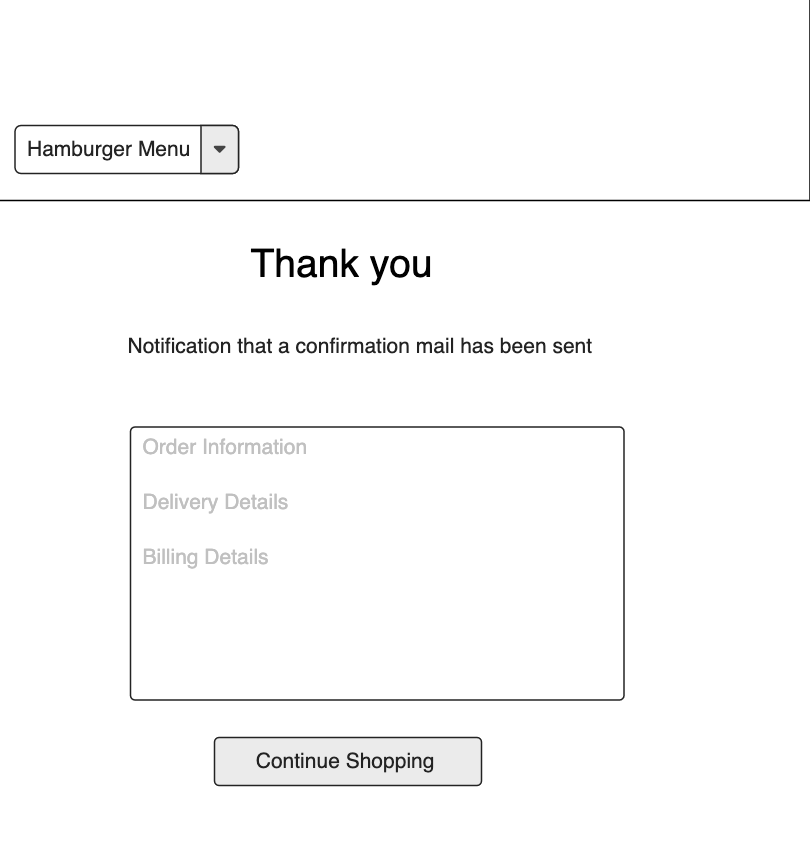 Hamburger Menu
Thank you
Notification that a confirmation mail has been sent
Order Information
Delivery Details
Billing Details
Continue Shopping